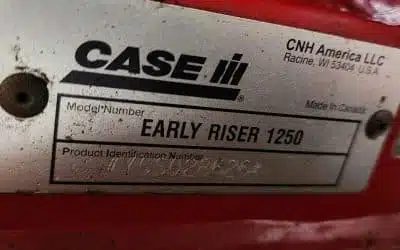 CNH America LLC
Racine, WI 53404 U.S.A.
CASE IH
Model Number
Made in Canada
EARLY RISER 1250
Product Identification Number